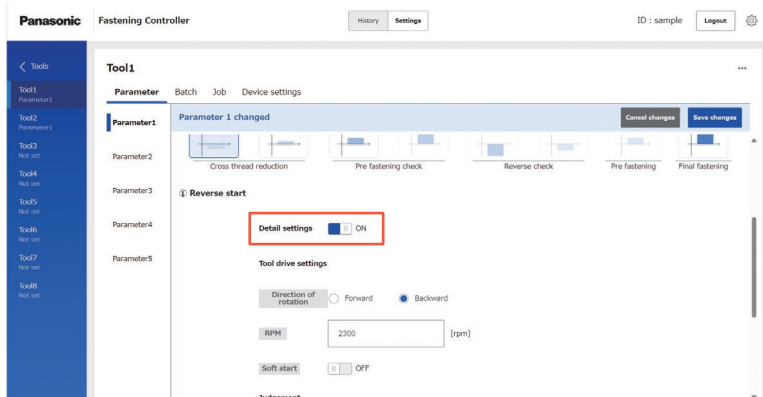 Panasonic Fastening Controller History Settings ID : sample Logout
Tools
Tool1
Parameter1
Tool2
Parameter1
Tool3
Not set
Tool4
Not set
Tool5
Not set
Tool6
Not set
Tool7
Not set
Tool8
Not set
Tool1
Parameter Batch Job Device settings
Parameter1
Parameter2
Parameter3
Parameter4
Parameter5
Parameter 1 changed Cancel changes Save changes
Cross thread reduction Pre fastening check Reverse check Pre fastening Final fastening
① Reverse start
Detail settings ON
Tool drive settings
Direction of
rotation Forward Backward
RPM 2300 [rpm]
Soft start OFF
Judgement